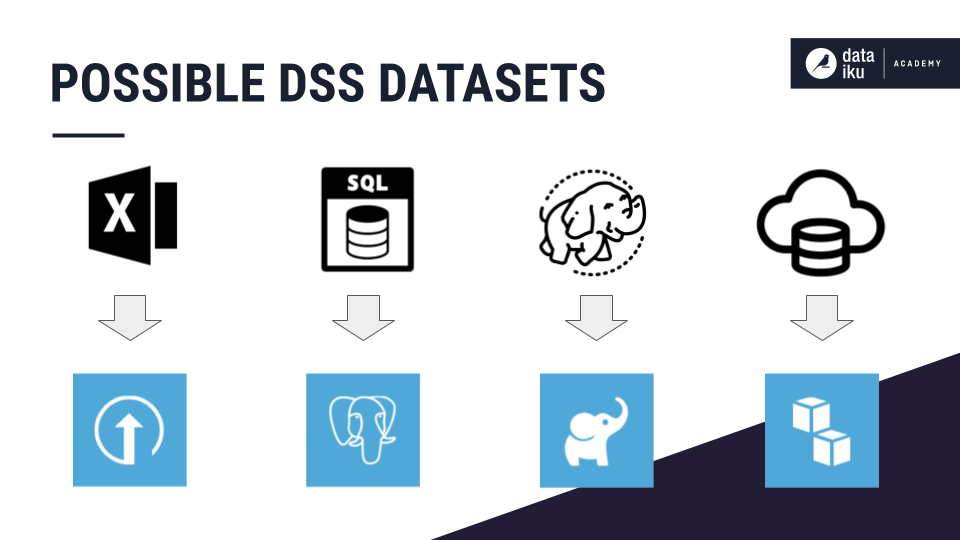 POSSIBLE DSS DATASETS
data
iku
ACADEMY
X
SQL